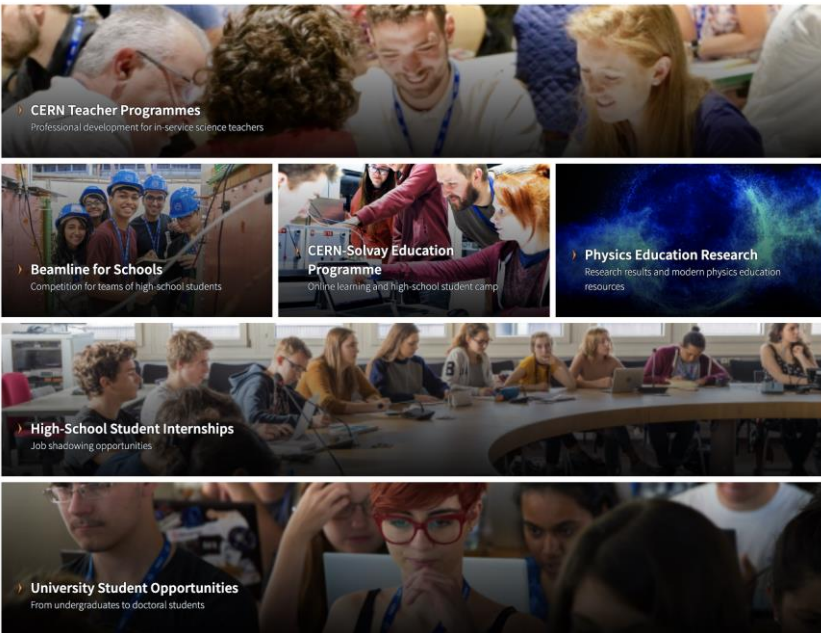 CERN Teacher Programmes
Professional development for in-service science teachers
Beamline for Schools
Competition for teams of high-school students
CERN-Solvay Education
Programme
Online learning and high-school student camp
Physics Education Research
Research results and modern physics education
resources
High-School Student Internships
Job shadowing opportunities
University Student Opportunities
From undergraduates to doctoral students